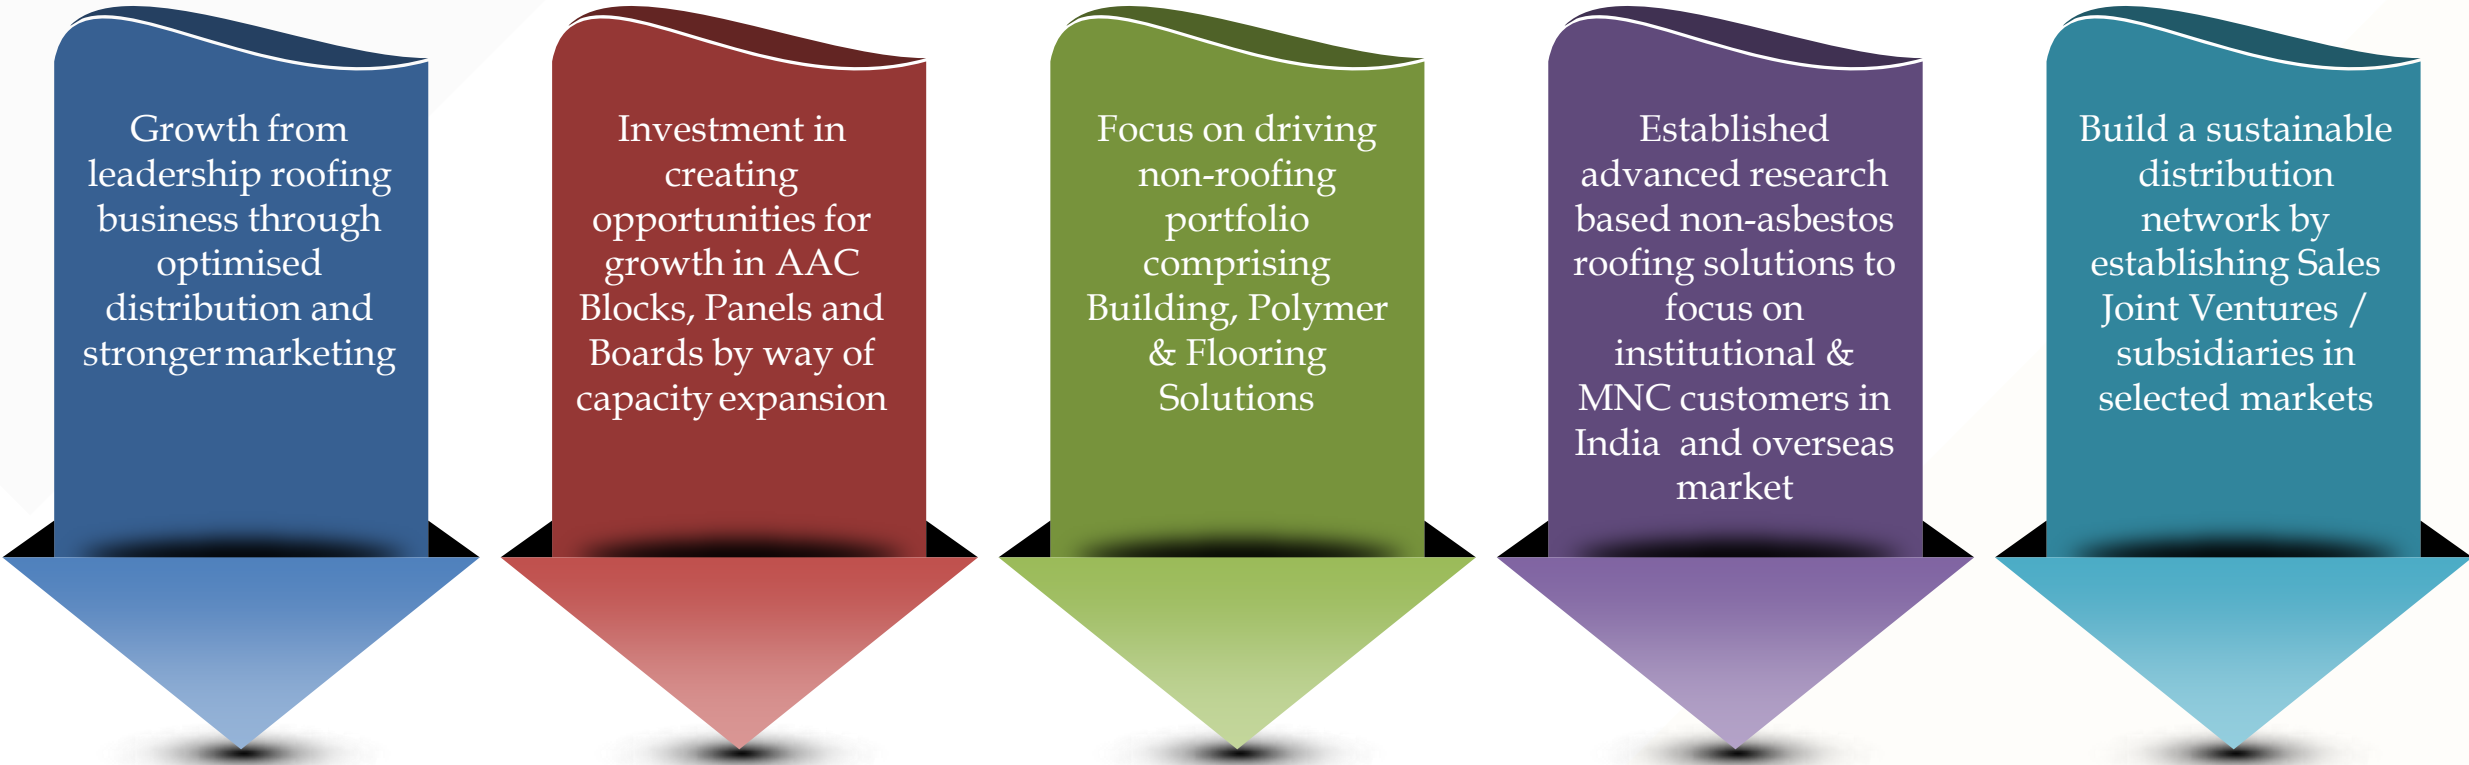 Growth from
leadership roofing
business through
optimised
distribution and
stronger marketing
Investment in
creating
opportunities for
growth in AAC
Blocks, Panels and
Boards by way of
capacity expansion
Focus on driving
non-roofing
portfolio
comprising
Building, Polymer
& Flooring
Solutions
Established
advanced research
based non-asbestos
roofing solutions to
focus on
institutional &
MNC customers in
India  and overseas
market
Build a sustainable
distribution
network by
establishing Sales
Joint Ventures /
subsidiaries in
selected markets